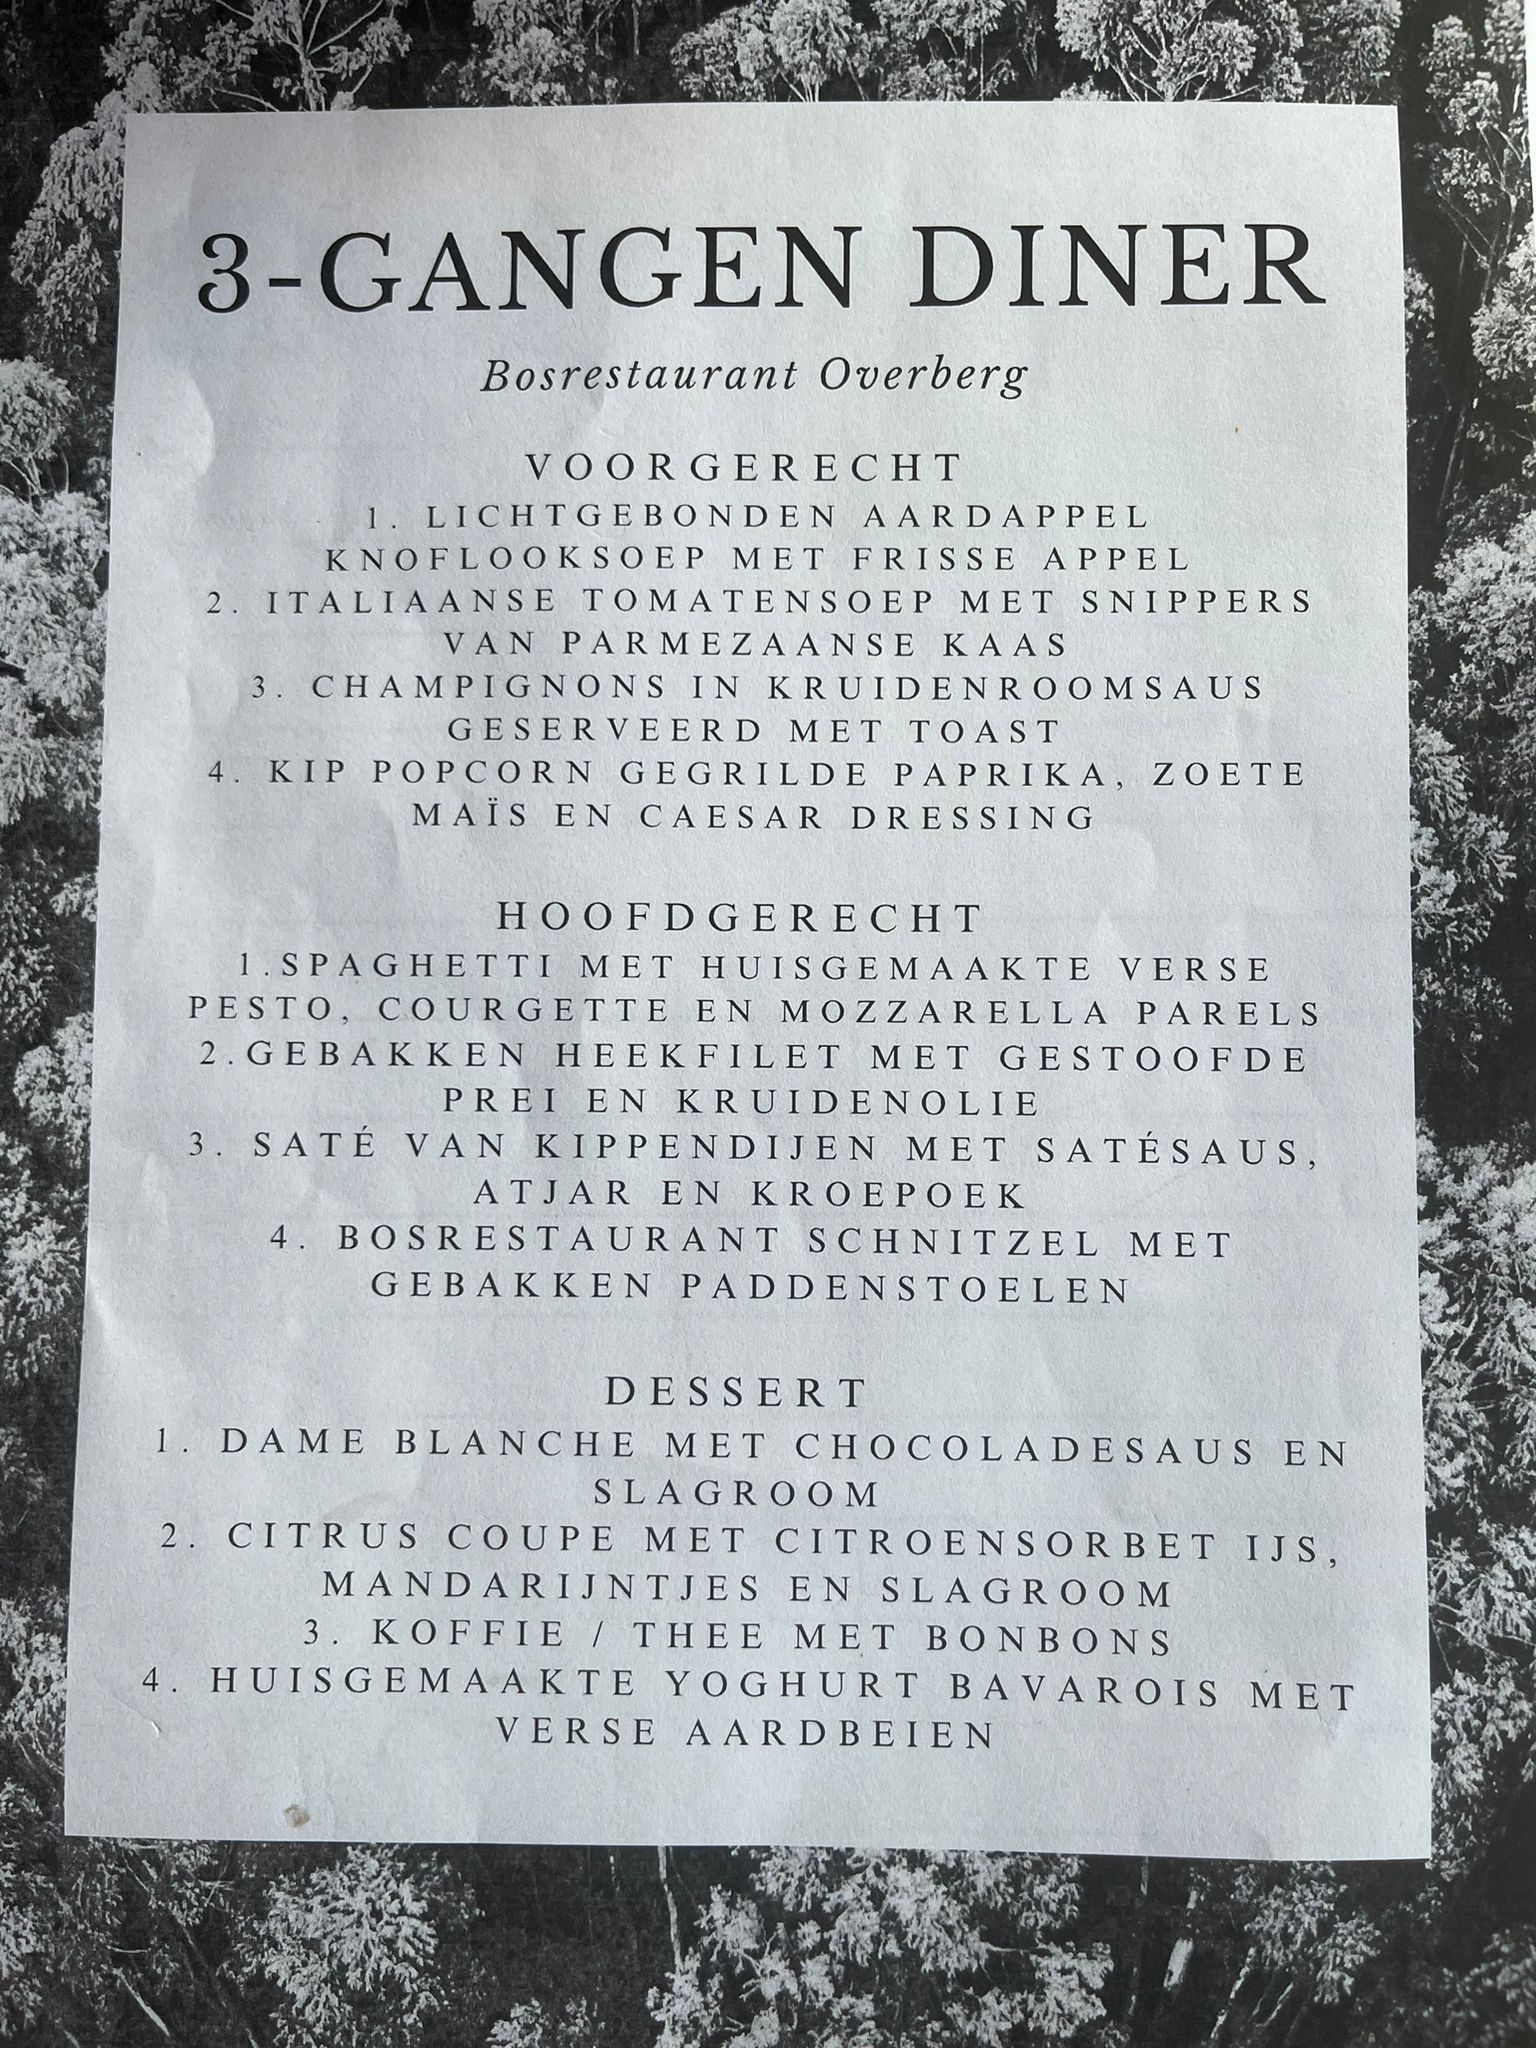 3-GANGEN DINER
Bosrestaurant Overberg
VOORGERECHT
1. LICHTGEBONDEN AARDAPPEL
KNOFLOOKSOEP MET FRISSE APPEL
2. ITALIAANSE TOMATENSOEP MET SNIPPERS
VAN PARMEZAANSE KAAS
3. CHAMPIGNONS IN KRUIDENROOMSAUS
GESERVEERD MET TOAST
4. KIP POPCORN GEGRILDE PAPRIKA, ZOETE
MAÏS EN CAESAR DRESSING
HOOFDGERECHT
1.SPAGHETTI MET HUISGEMAAKTE VERSE
PESTO, COURGETTE EN MOZZARELLA PARELS
2.GEBAKKEN HEEKFILET MET GESTOOFDE
PREI EN KRUIDENOLIE
3. SATÉ VAN KIPPENDIJEN MET SATÉSAUS,
ATJAR EN KROEPOEK
4. BOSRESTAURANT SCHNITZEL MET
GEBAKKEN PADDENSTOELEN
DESSERT
1. DAME BLANCHE MET CHOCOLADESAUS EN
SLAGROOM
2. CITRUS COUPE MET CITROENSORBET IJS,
MANDARIJNTJES EN SLAGROOM
3. KOFFIE / THEE MET BONBONS
4. HUISGEMAAKTE YOGHURT BAVAROIS MET
VERSE AARDBEIEN